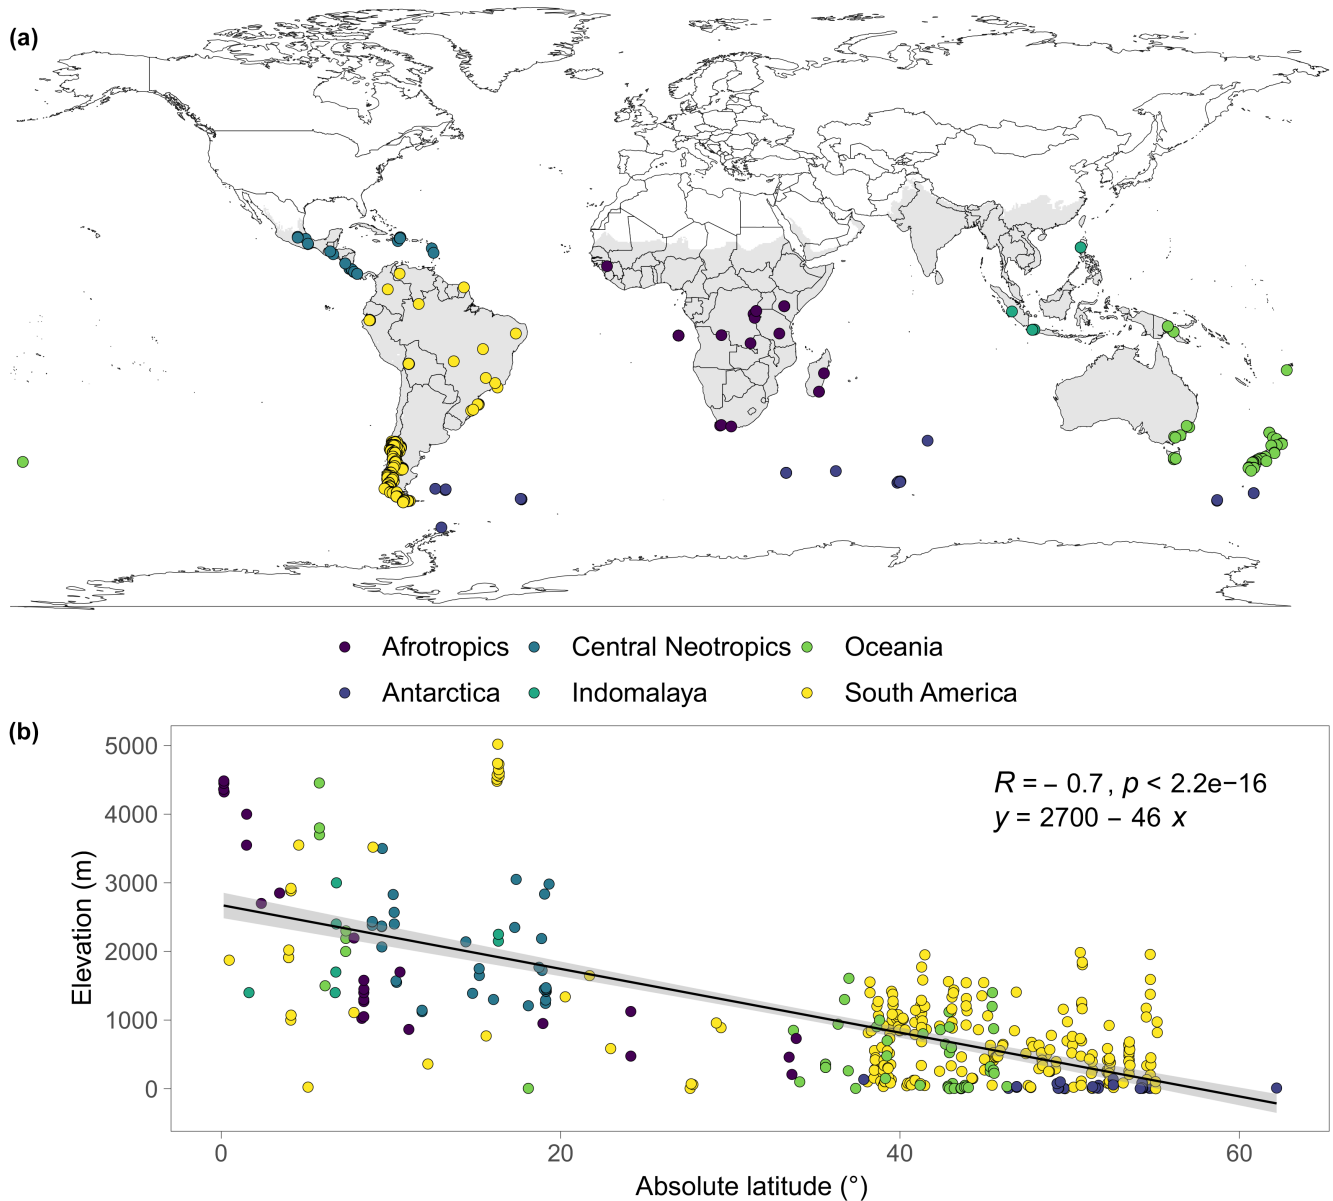 (a)
Afrotropics Central Neotropics Oceania
Antarctica Indomalaya South America
(b)
5000
4000
3000
2000
1000
0
Elevation (m)
R = − 0.7 , p < 2.2e−16
y = 2700 − 46 x
0 20 40 60
Absolute latitude (°)